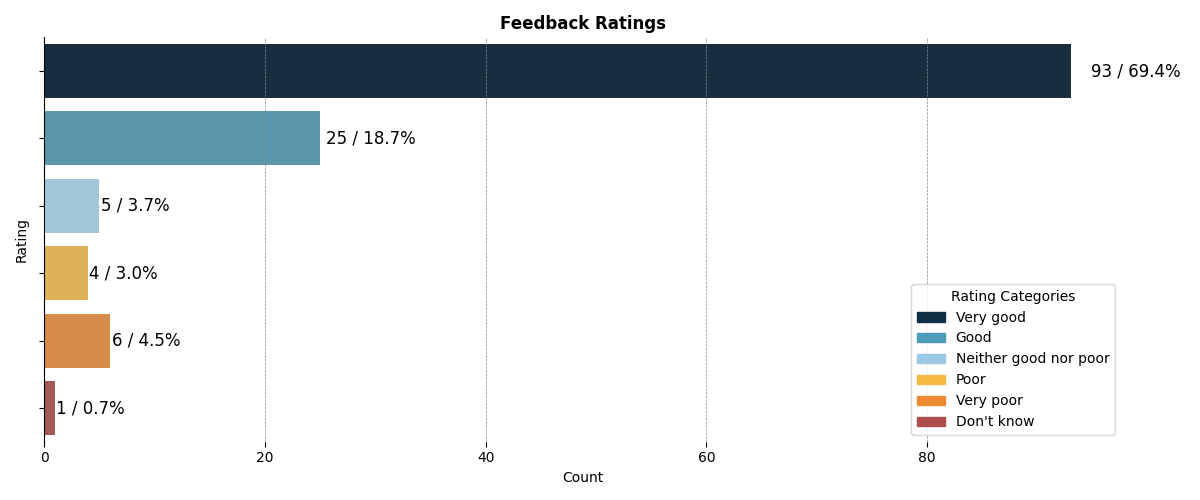 Feedback Ratings
93 / 69.4%
25 / 18.7%
5 / 3.7%
4 / 3.0%
6 / 4.5%
1 / 0.7%
Rating
Rating Categories
Very good
Good
Neither good nor poor
Poor
Very poor
Don't know
0 20 40 60 80
Count